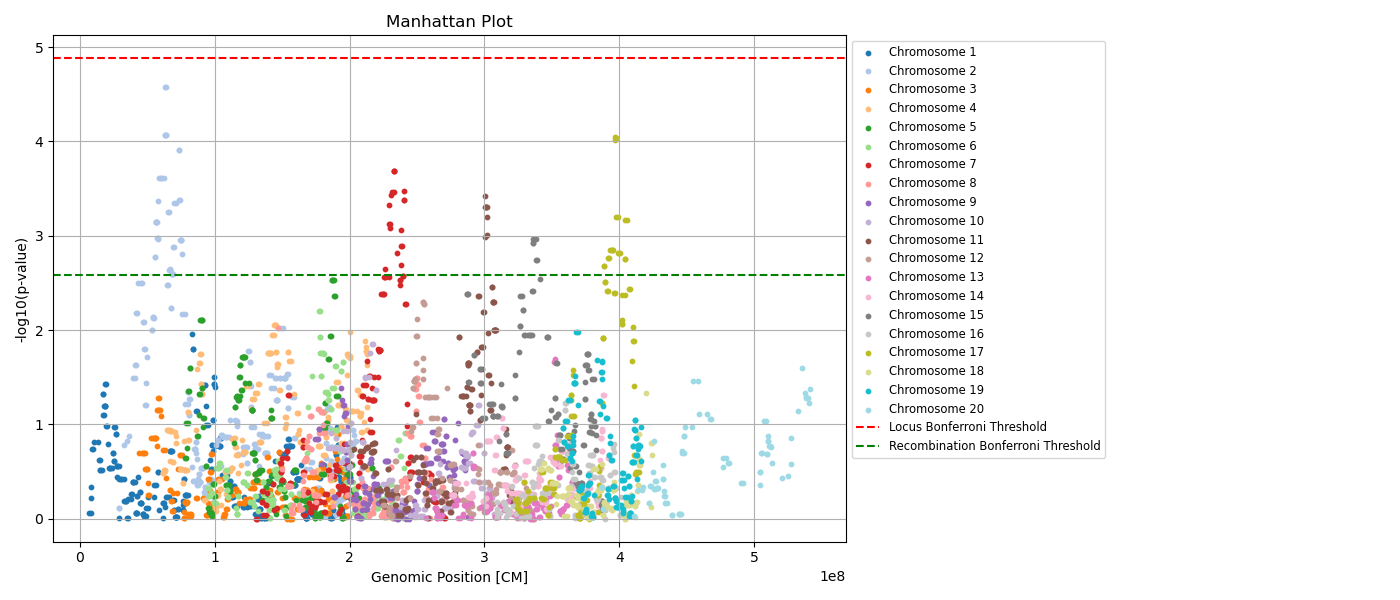 Manhattan Plot
-log10(p-value)
5
4
3
2
1
0
0 1 2 3 4 5
1e8
Genomic Position [CM]
Chromosome 1
Chromosome 2
Chromosome 3
Chromosome 4
Chromosome 5
Chromosome 6
Chromosome 7
Chromosome 8
Chromosome 9
Chromosome 10
Chromosome 11
Chromosome 12
Chromosome 13
Chromosome 14
Chromosome 15
Chromosome 16
Chromosome 17
Chromosome 18
Chromosome 19
Chromosome 20
Locus Bonferroni Threshold
Recombination Bonferroni Threshold